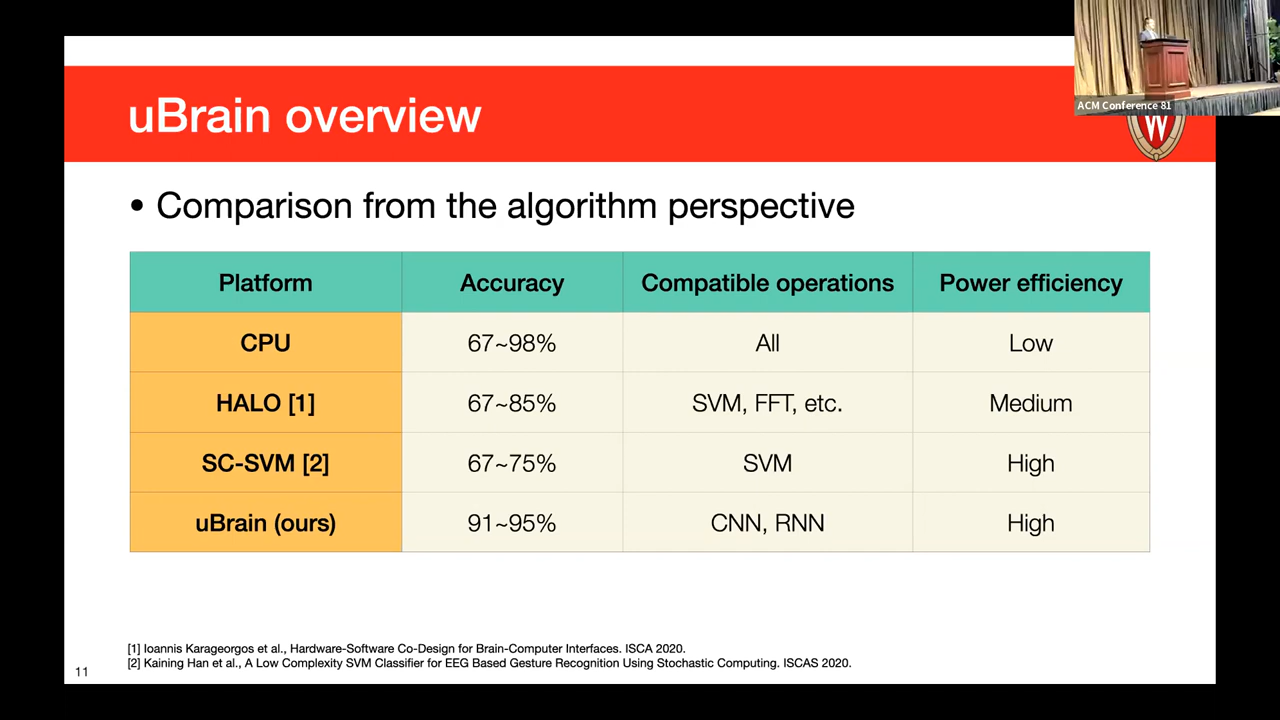 ACM Conference 81
uBrain overview
W
• Comparison from the algorithm perspective
Platform Accuracy Compatible operations Power efficiency
CPU 67~98% All Low
HALO [1] 67~85% SVM, FFT, etc. Medium
SC-SVM [2] 67~75% SVM High
uBrain (ours) 91~95% CNN, RNN High
[1] Ioannis Karageorgos et al., Hardware-Software Co-Design for Brain-Computer Interfaces. ISCA 2020.
[2] Kaining Han et al., A Low Complexity SVM Classifier for EEG Based Gesture Recognition Using Stochastic Computing. ISCAS 2020.
11